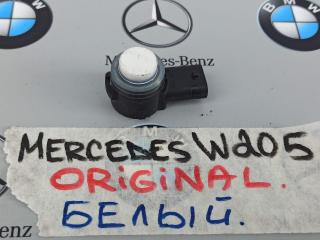 Mercedes-Benz
MERCEDES W205
ORIGINAL.
БЕЛЫЙ.